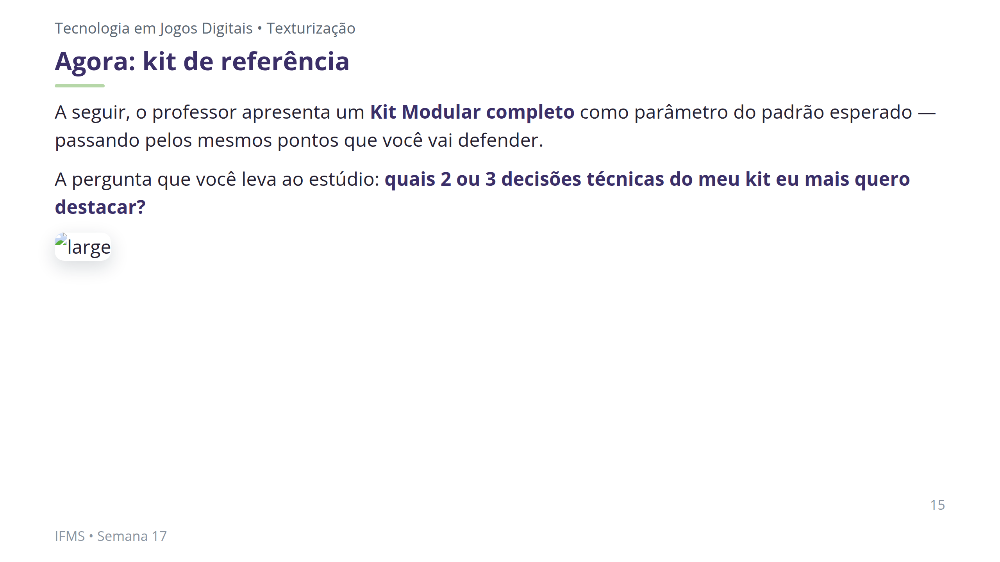 Tecnologia em Jogos Digitais • Texturização
Agora: kit de referência
A seguir, o professor apresenta um Kit Modular completo como parâmetro do padrão esperado —
passando pelos mesmos pontos que você vai defender.
A pergunta que você leva ao estúdio: quais 2 ou 3 decisões técnicas do meu kit eu mais quero
destacar?
large
15
IFMS • Semana 17